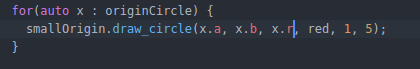 for(auto x : originCircle) {
smallOrigin.draw_circle(x.a, x.b, x.r, red, 1, 5);
}